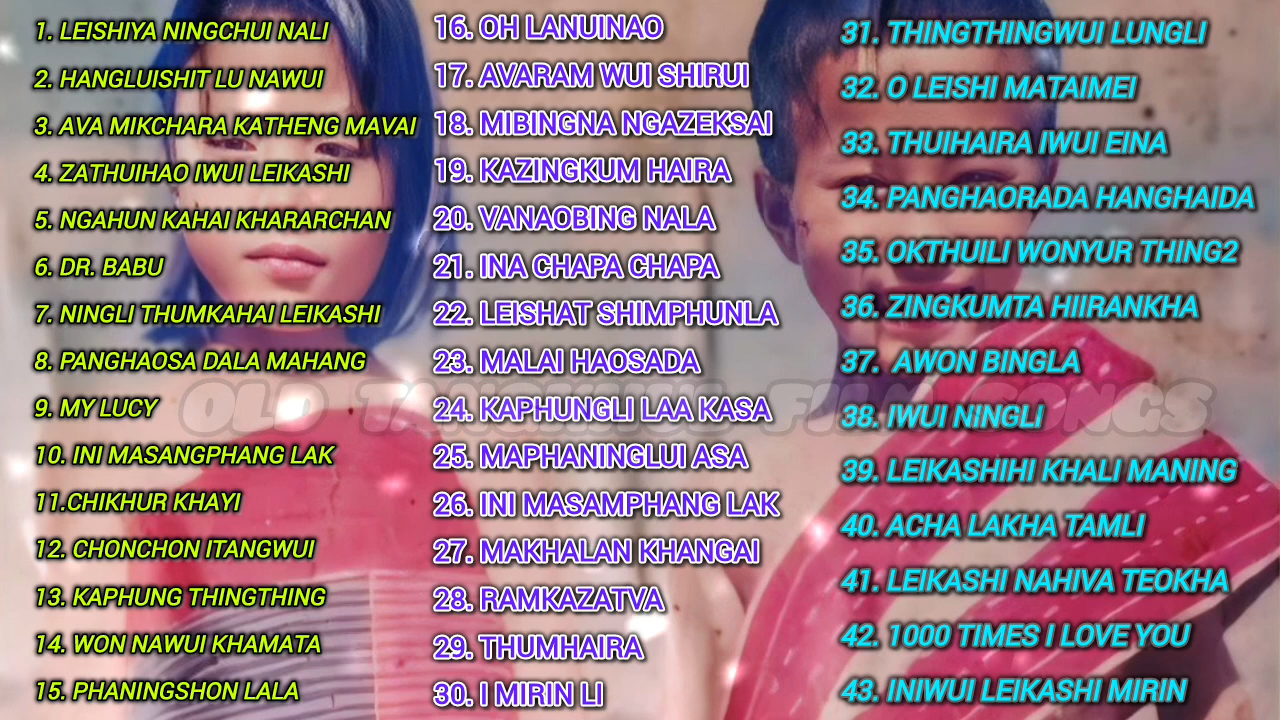 1. LEISHIYA NINGCHUI NALI
2. HANGLUISHIT LU NAWUI
3. AVA MIKCHARA KATHENG MAVAI
4. ZATHUIHAO IWUI LEIKASHI
5. NGAHUN KAHAI KHARARCHAN
6. DR. BABU
7. NINGLI THUMKAHAI LEIKASHI
8. PANGHAOSA DALA MAHANG
9. MY LUCY
10. INI MASANGPHANG LAK
11.CHIKHUR KHAYI
12. CHONCHON ITANGWUI
13. KAPHUNG THINGTHING
14. WON NAWUI KHAMATA
15. PHANINGSHON LALA
16. OH LANUINAO
17. AVARAM WUI SHIRUI
18. MIBINGNA NGAZEKSAI
19. KAZINGKUM HAIRA
20. VANAOBING NALA
21. INA CHAPA CHAPA
22. LEISHAT SHIMPHUNLA
23. MALAI HAOSADA
24. KAPHUNGLI LAA KASA
25. MAPHANINGLUI ASA
26. INI MASAMPHANG LAK
27. MAKHALAN KHANGAI
28. RAMKAZATVA
29. THUMHAIRA
30. I MIRIN LI
31. THINGTHINGWUI LUNGLI
32. O LEISHI MATAIMEI
33. THUIHAIRA IWUI EINA
34. PANGHAORADA HANGHAIDA
35. OKTHUILI WONYUR THING2
36. ZINGKUMTA HIIRANKHA
37. AWON BINGLA
38. IWUI NiNGLi
39. LEIKASHIHI KHALI MANING
40. ACHA LAKHA TAMLI
41. LEIKASHI NAHIVA TEOKHA
42. 1000 TIMES I LOVE YOU
43. INIWUI LEIKASHI MIRIN
OLD FILM SONGS